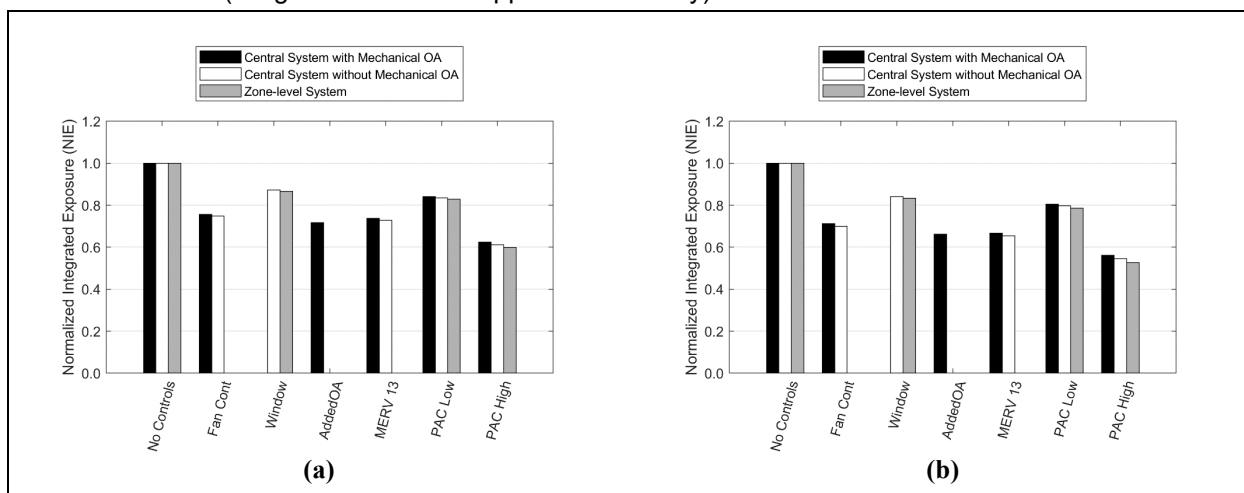 Central System with Mechanical OA
Central System without Mechanical OA
Zone-level System
Normalized Integrated Exposure (NIE)
1.2
1.0
0.8
0.6
0.4
0.2
0.0
No Controls
Fan Cont
Window
AddedOA
MERV 13
PAC Low
PAC High
(a)
Central System with Mechanical OA
Central System without Mechanical OA
Zone-level System
Normalized Integrated Exposure (NIE)
1.2
1.0
0.8
0.6
0.4
0.2
0.0
No Controls
Fan Cont
Window
AddedOA
MERV 13
PAC Low
PAC High
(b)